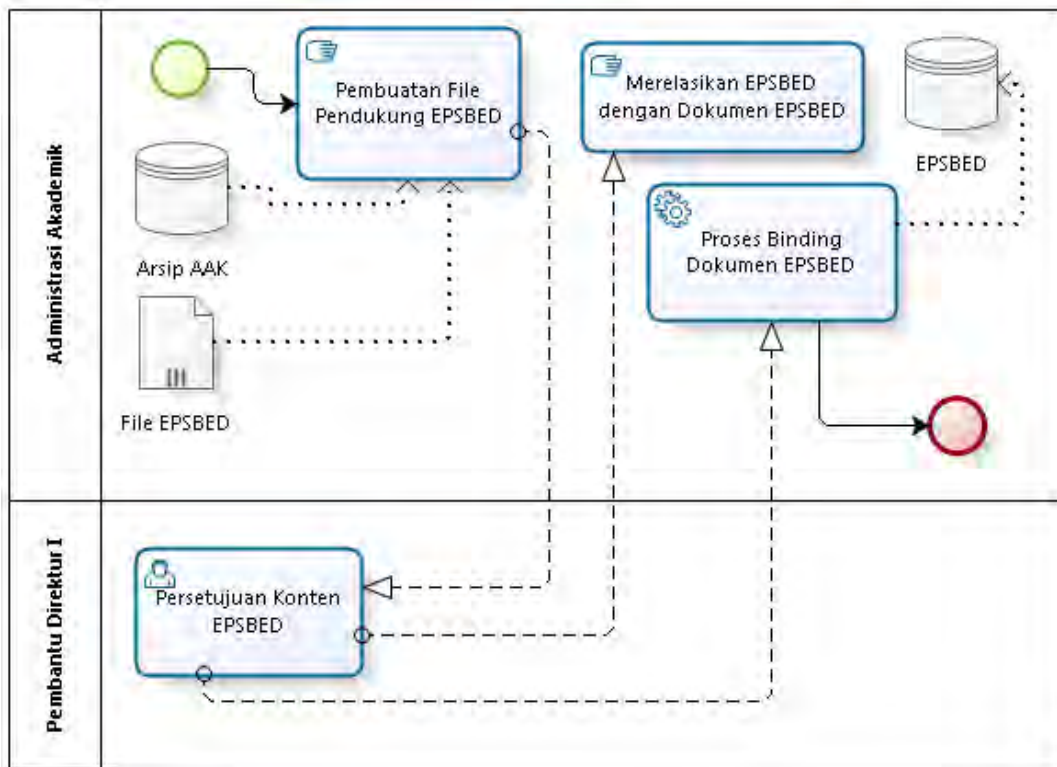 Administrasi Akademik
Pembuatan File
Pendukung EPSBED
Merelasikan EPSBED
dengan Dokumen EPSBED
EPSBED
Arsip AAK
Proses Binding
Dokumen EPSBED
File EPSBED
Pembantu Direktur I
Persetujuan Konten
EPSBED